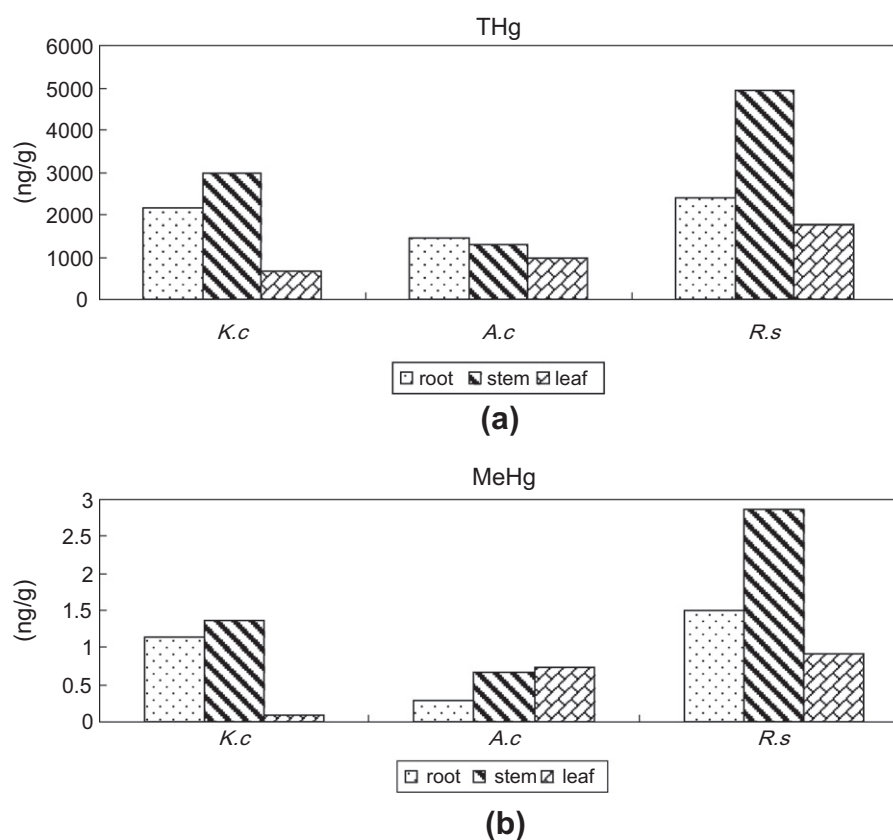 THg
6000
5000
4000
3000
2000
1000
0
(ng/g)
K.c A.c R.s
root stem leaf
(a)
MeHg
3
2.5
2
1.5
1
0.5
0
(ng/g)
K.c A.c R.s
root stem leaf
(b)